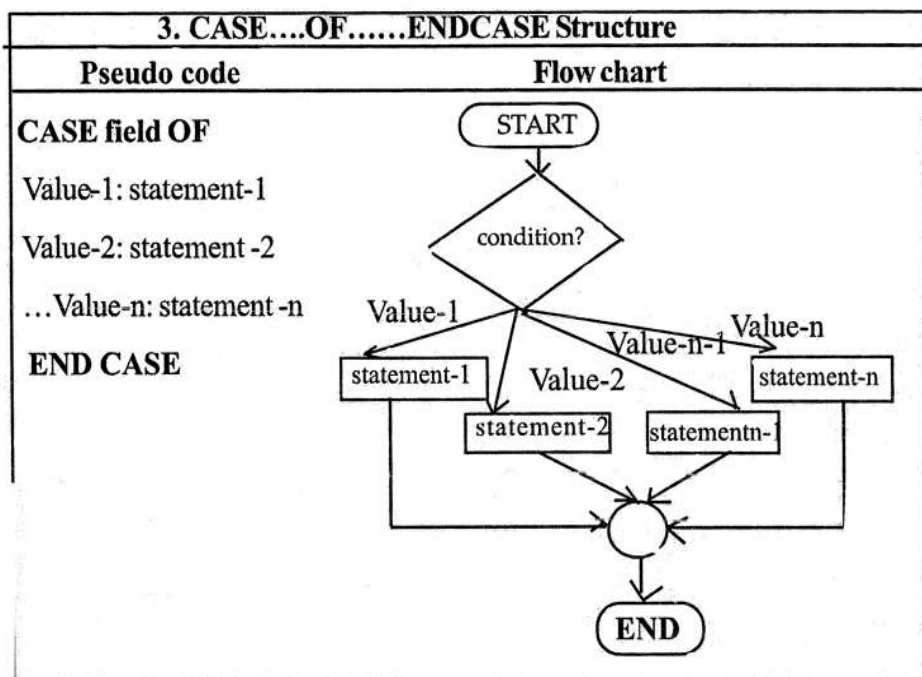 3. CASE....OF......ENDCASE Structure
Pseudo code
Flow chart
CASE field OF
Value-1: statement-1
Value-2: statement -2
...Value-n: statement -n
END CASE
START
condition?
Value-1
Value-n
Value-n-1
Value-2
statement-1
statement-n
statement-2
statementn-1
END